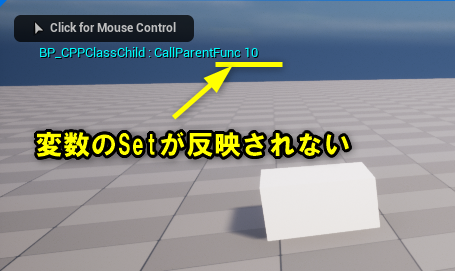 Click for Mouse Control
BP_CPPClassChild : CallParentFunc 10
変数のSetが反映されない